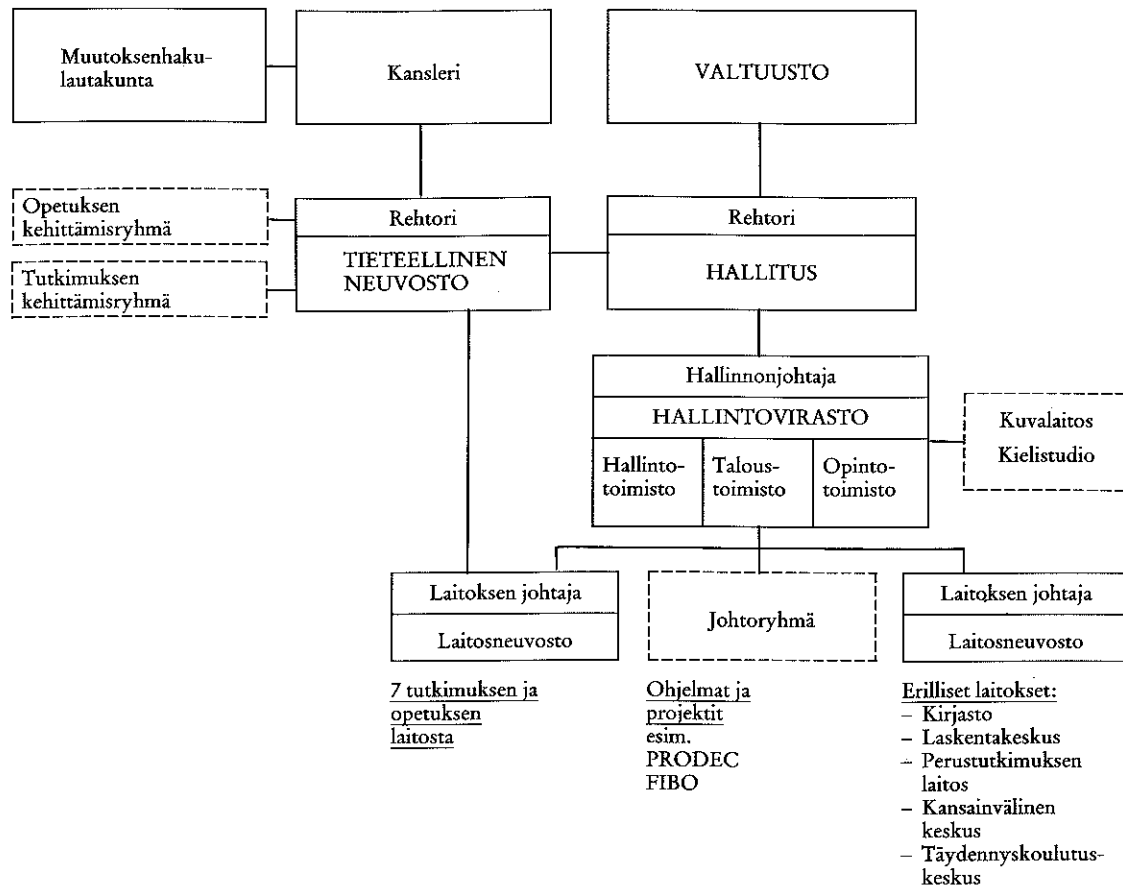 Muutoksenhaku-
lautakunta
Kansleri
VALTUUSTO
Opetuksen
kehittämisryhmä
Tutkimuksen
kehittämisryhmä
Rehtori
TIETEELLINEN
NEUVOSTO
Rehtori
HALLITUS
Hallinnonjohtaja
HALLINTOVIRASTO
Hallinto-
toimisto
Talous-
toimisto
Opinto-
toimisto
Kuvalaitos
Kielistudio
Laitoksen johtaja
Laitosneuvosto
Johtoryhmä
Laitoksen johtaja
Laitosneuvosto
7 tutkimuksen ja
opetuksen
laitosta
Ohjelmat ja
projektit
esim.
PRODEC
FIBO
Erilliset laitokset:
– Kirjasto
– Laskentakeskus
– Perustutkimuksen
laitos
– Kansainvälinen
keskus
– Täydennyskoulutus-
keskus